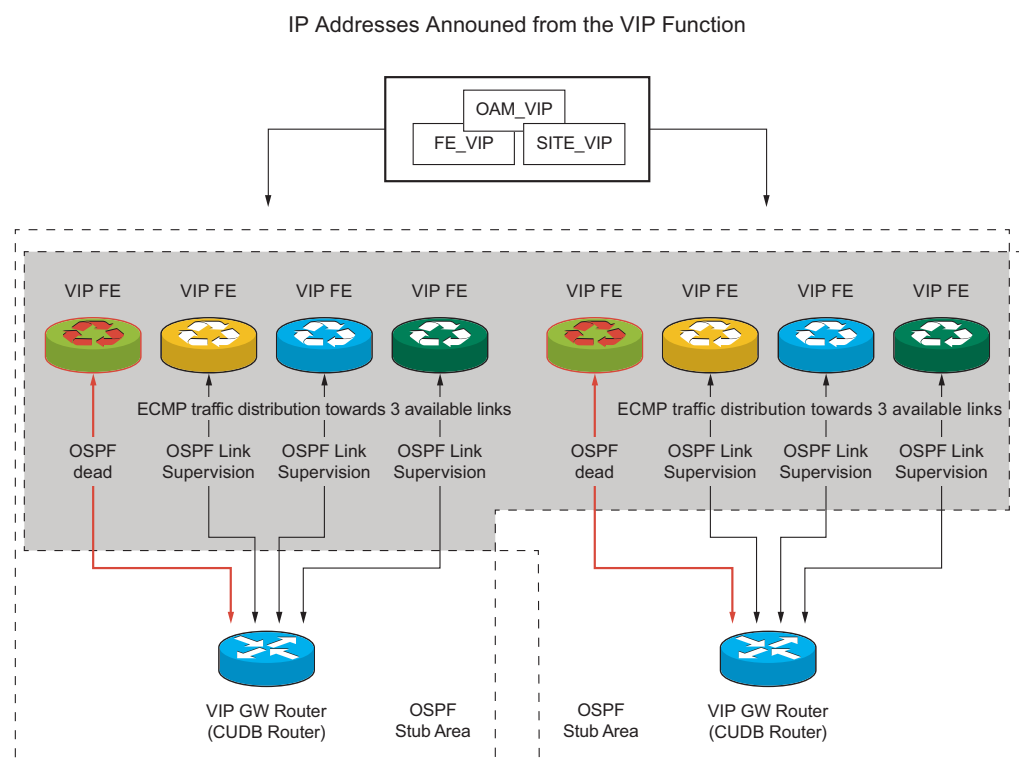 IP Addresses Announed from the VIP Function
OAM_VIP
FE_VIP
SITE_VIP
VIP FE
VIP FE
VIP FE
VIP FE
VIP FE
VIP FE
VIP FE
VIP FE
ECMP traffic distribution towards 3 available links
ECMP traffic distribution towards 3 available links
OSPF
dead
OSPF Link
Supervision
OSPF Link
Supervision
OSPF Link
Supervision
OSPF
dead
OSPF Link
Supervision
OSPF Link
Supervision
OSPF Link
Supervision
VIP GW Router
(CUDB Router)
OSPF
Stub Area
OSPF
Stub Area
VIP GW Router
(CUDB Router)